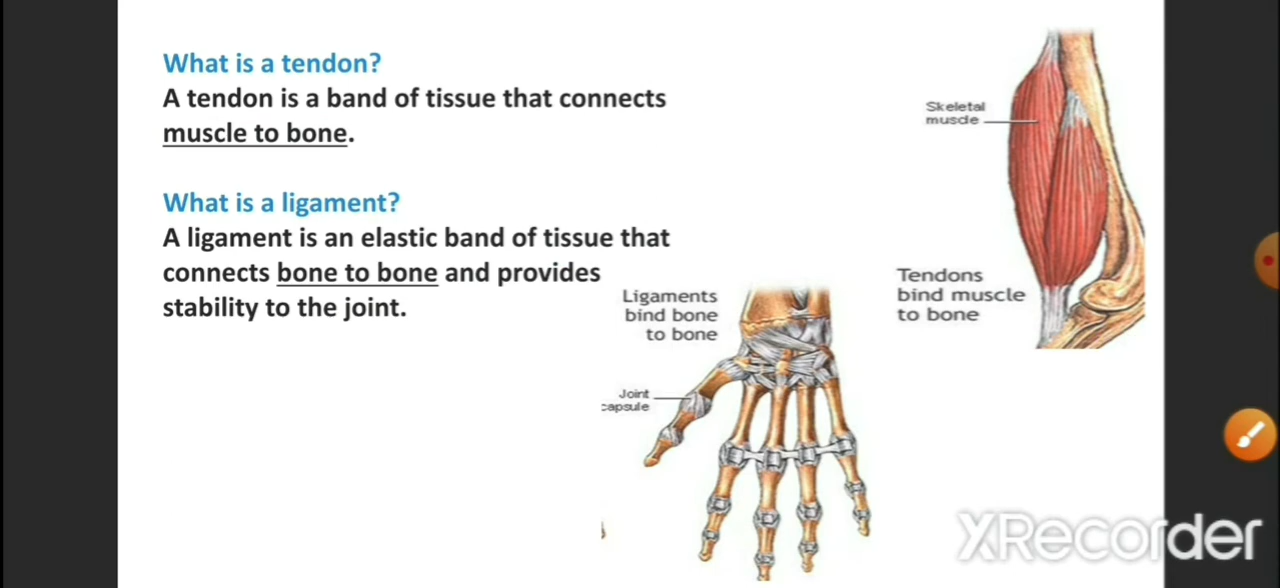 What is a tendon?
A tendon is a band of tissue that connects
muscle to bone.
What is a ligament?
A ligament is an elastic band of tissue that
connects bone to bone and provides
stability to the joint.
Ligaments
bind bone
to bone
Joint
capsule
Skeletal
muscle
Tendons
bind muscle
to bone
XRecorder